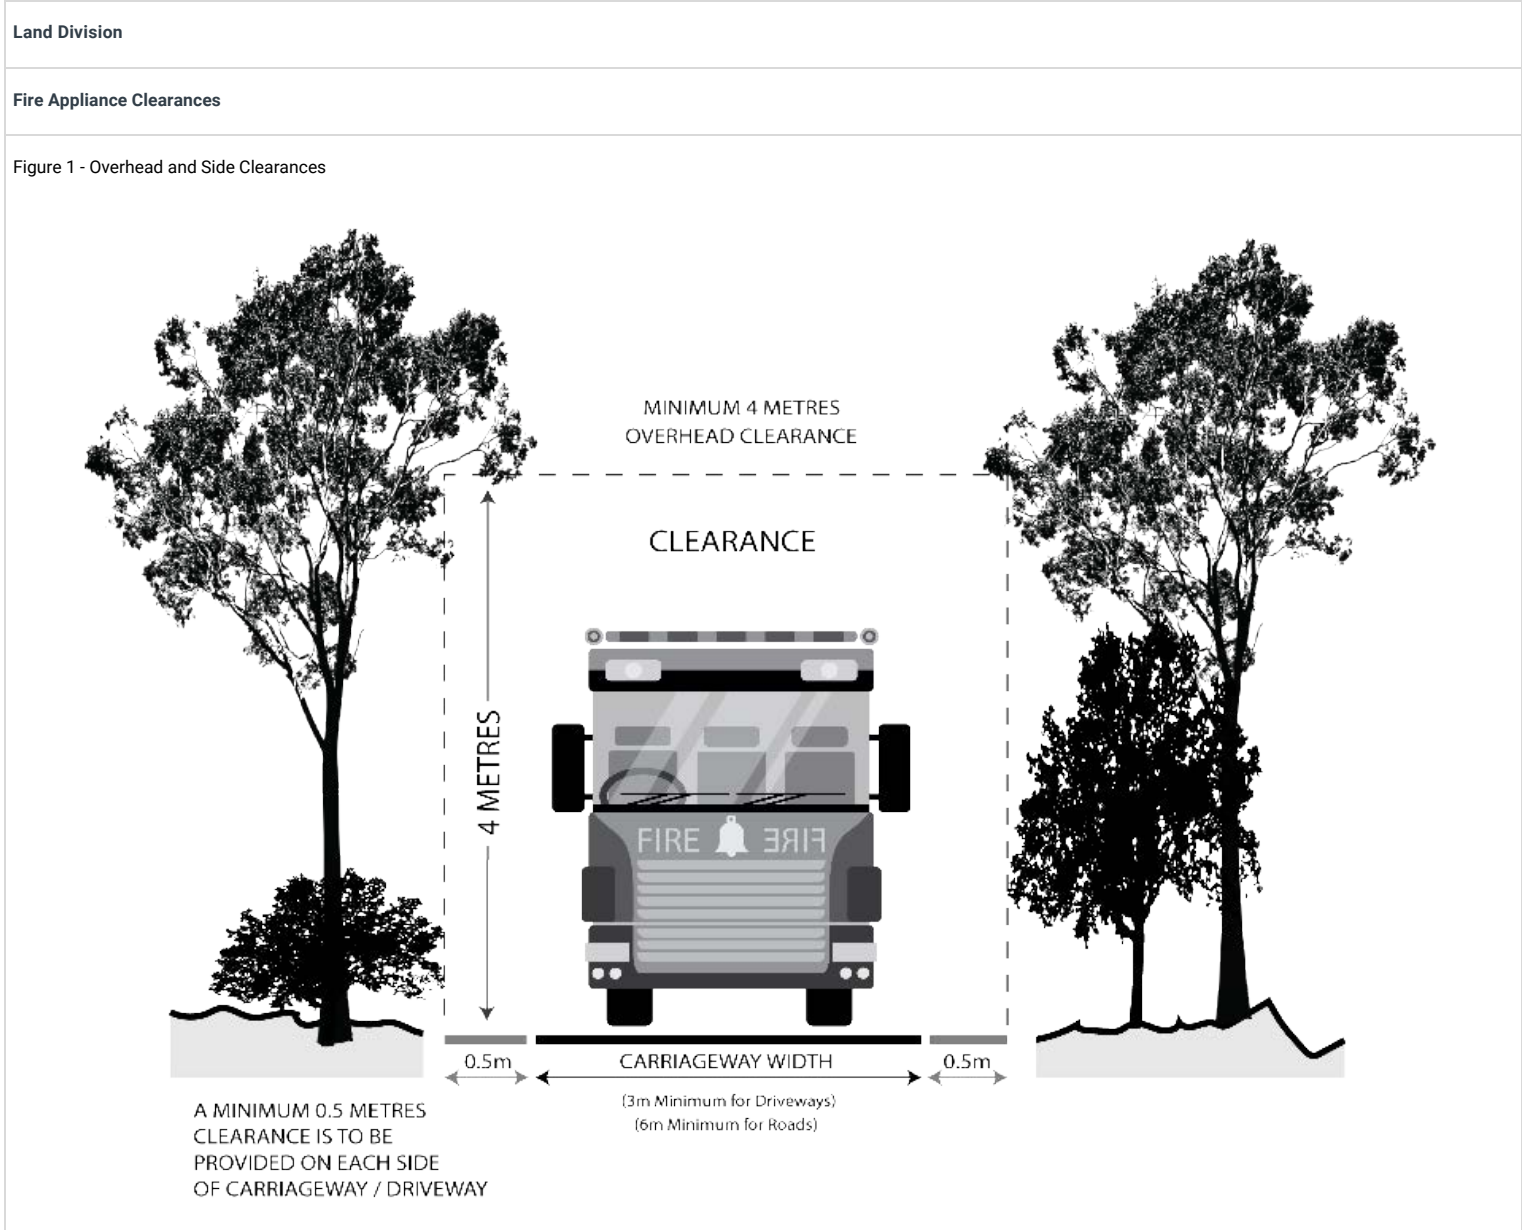 Land Division
Fire Appliance Clearances
Figure 1 - Overhead and Side Clearances
MINIMUM 4 METRES
OVERHEAD CLEARANCE
CLEARANCE
4 METRES
FIRE FIRE
0.5m
CARRIAGEWAY WIDTH
0.5m
(3m Minimum for Driveways)
(6m Minimum for Roads)
A MINIMUM 0.5 METRES
CLEARANCE IS TO BE
PROVIDED ON EACH SIDE
OF CARRIAGEWAY / DRIVEWAY